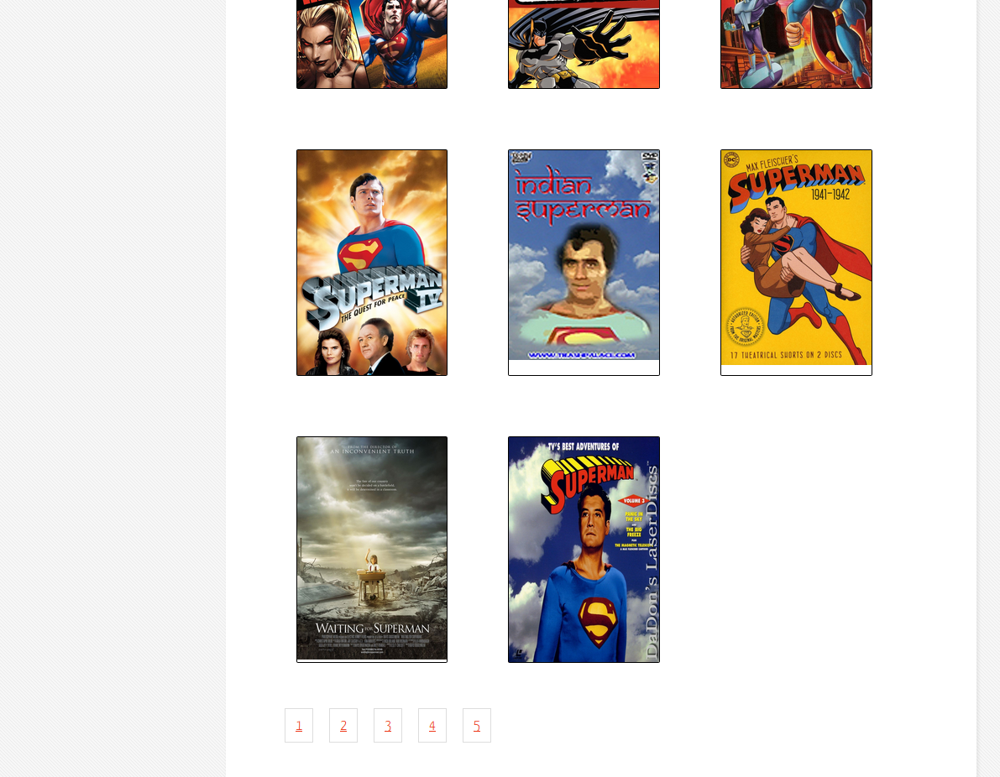 SUPERMAN IV
THE QUEST FOR PEACE
indian
superman
WWW.TRASHPALACE.COM
DC
MAX FLEISCHER'S
SUPERMAN
1941-1942
17 THEATRICAL SHORTS ON 2 DISCS
FROM THE DIRECTOR OF
AN INCONVENIENT TRUTH
WAITING FOR SUPERMAN
TV'S BEST ADVENTURES OF
SUPERMAN
VOLUME 3
PANIC IN
THE SKY
THE BIG
FREEZE
THE MAGNETIC TELESCOPE
DaDon's LaserDiscs
1 2 3 4 5